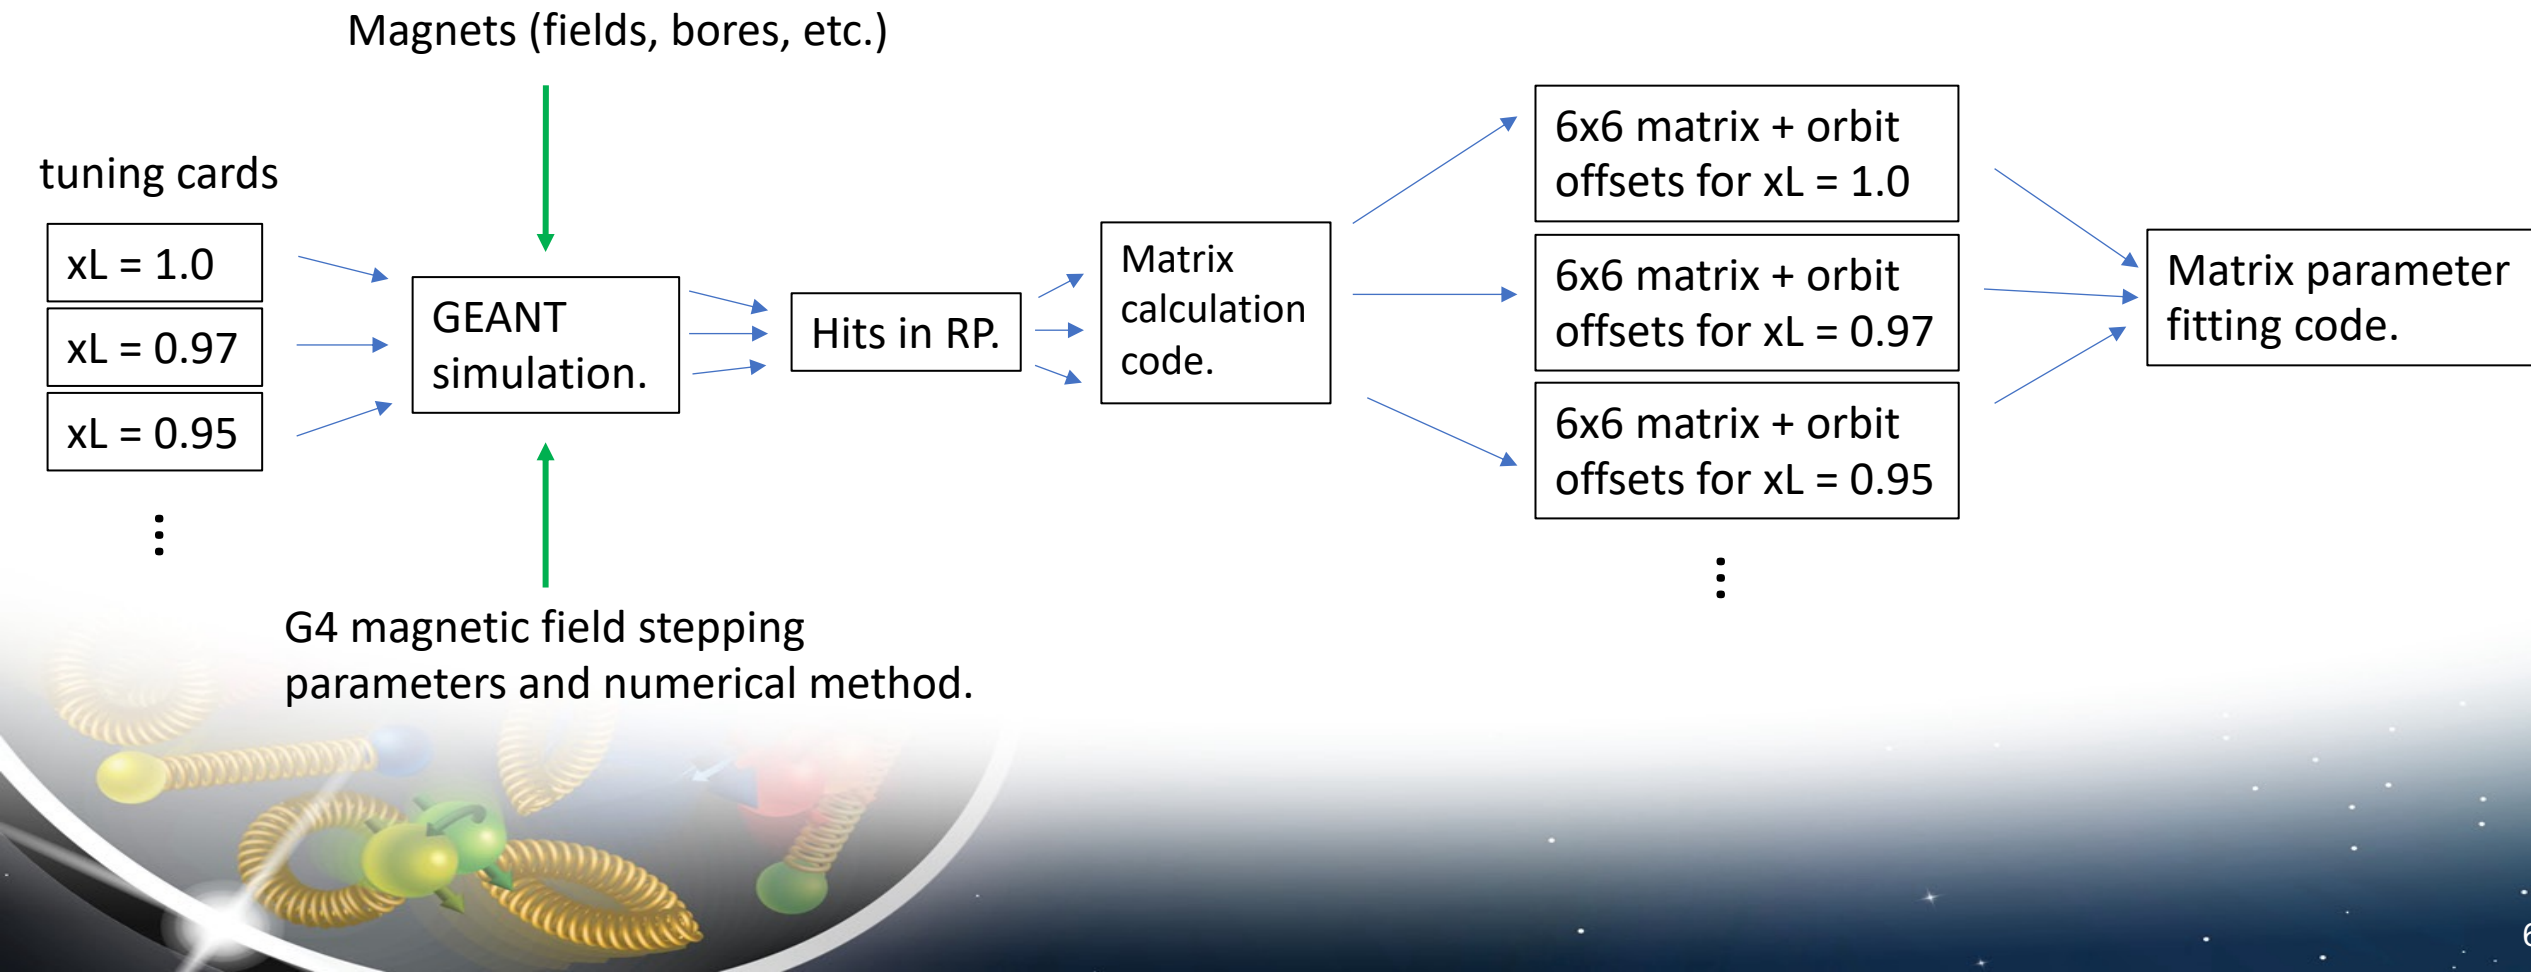 Magnets (fields, bores, etc.)
tuning cards
xL = 1.0
xL = 0.97
xL = 0.95
⋮
GEANT
simulation.
G4 magnetic field stepping
parameters and numerical method.
Hits in RP.
Matrix
calculation
code.
6x6 matrix + orbit
offsets for xL = 1.0
6x6 matrix + orbit
offsets for xL = 0.97
6x6 matrix + orbit
offsets for xL = 0.95
⋮
Matrix parameter
fitting code.
6